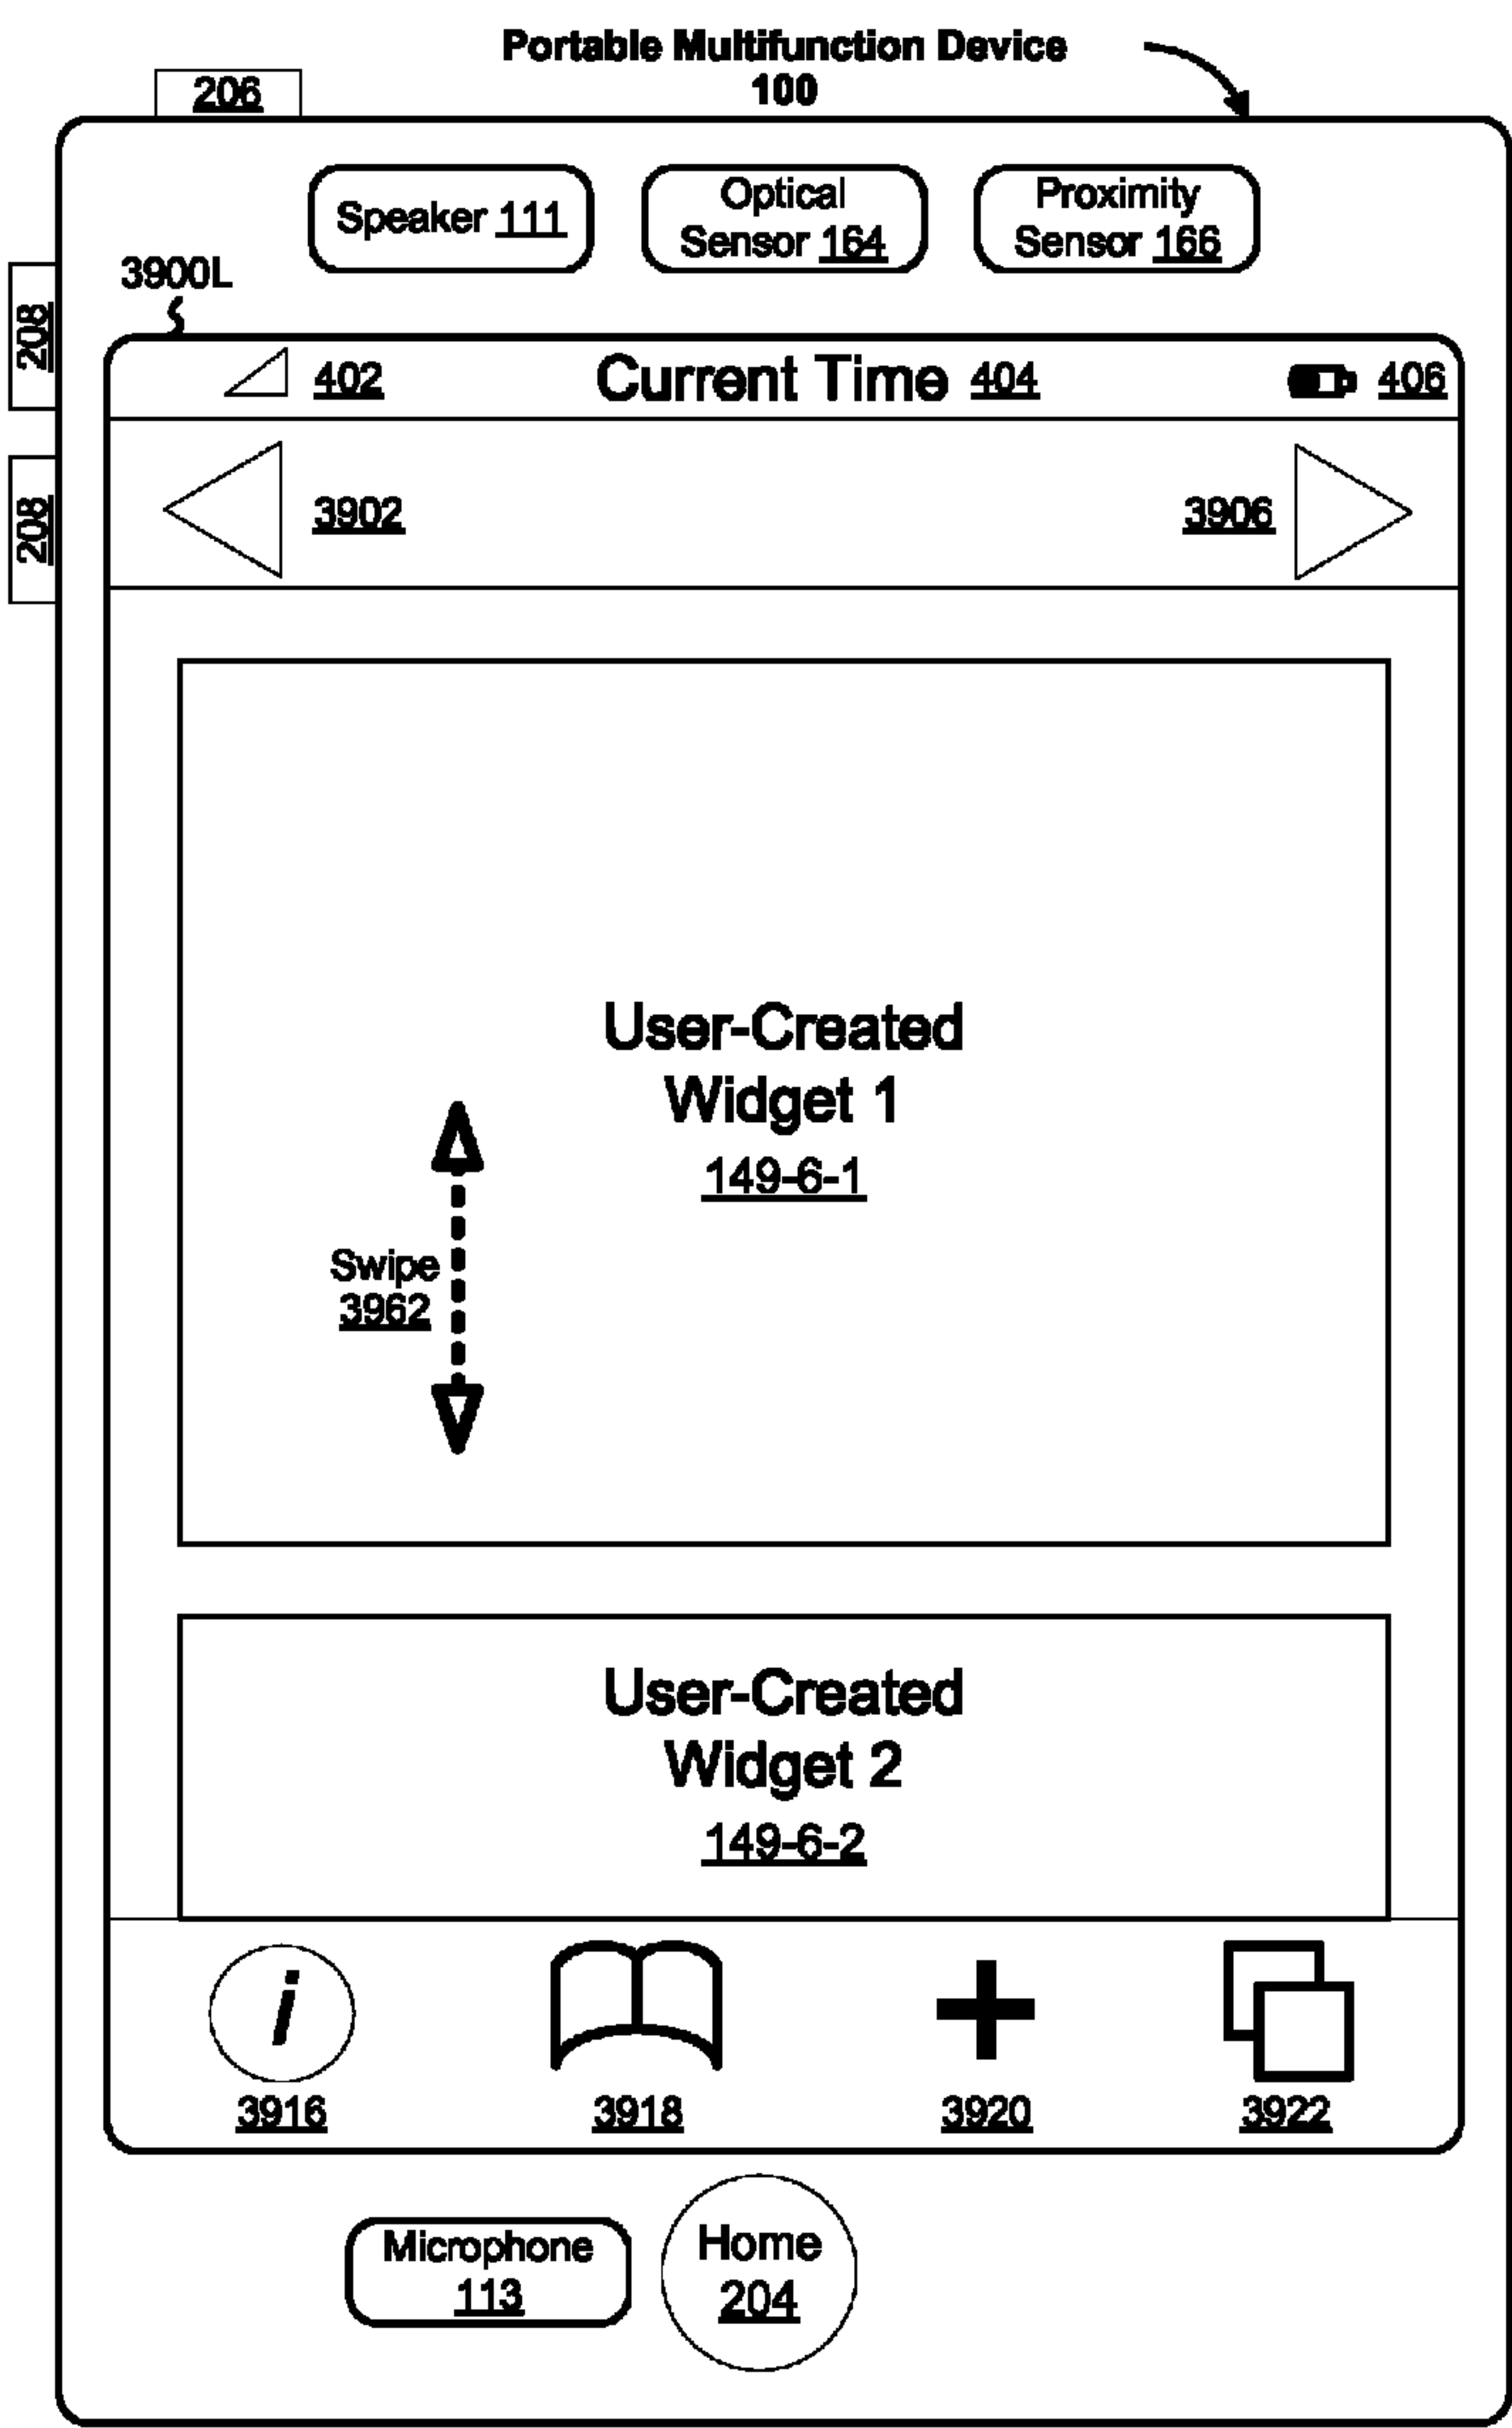 Portable Multifunction Device
100
206
Speaker 111
Optical
Sensor 164
Proximity
Sensor 166
3900L
208
208
402
Current Time 404
406
3902
3906
User-Created
Widget 1
149-6-1
Swipe
3962
User-Created
Widget 2
149-6-2
i
3916
3918
3920
3922
Microphone
113
Home
204